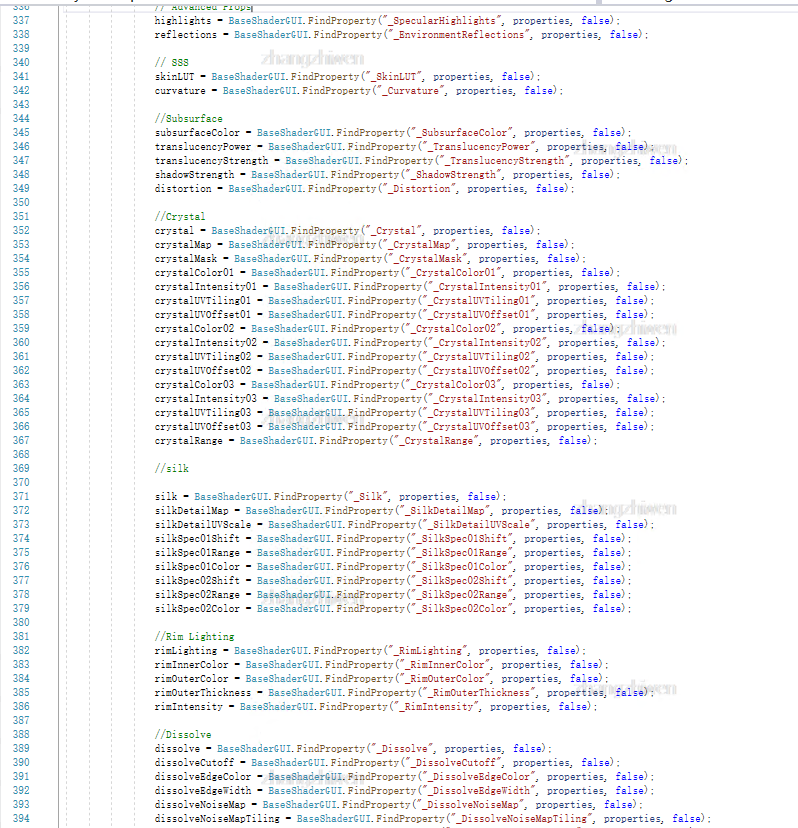 336 // Advanced Props
337 highlights = BaseShaderGUI.FindProperty("_SpecularHighlights", properties, false);
338 reflections = BaseShaderGUI.FindProperty("_EnvironmentReflections", properties, false);
339
340 // SSS
341 skinLUT = BaseShaderGUI.FindProperty("_SkinLUT", properties, false);
342 curvature = BaseShaderGUI.FindProperty("_Curvature", properties, false);
343
344 //Subsurface
345 subsurfaceColor = BaseShaderGUI.FindProperty("_SubsurfaceColor", properties, false);
346 translucencyPower = BaseShaderGUI.FindProperty("_TranslucencyPower", properties, false);
347 translucencyStrength = BaseShaderGUI.FindProperty("_TranslucencyStrength", properties, false);
348 shadowStrength = BaseShaderGUI.FindProperty("_ShadowStrength", properties, false);
349 distortion = BaseShaderGUI.FindProperty("_Distortion", properties, false);
350
351 //Crystal
352 crystal = BaseShaderGUI.FindProperty("_Crystal", properties, false);
353 crystalMap = BaseShaderGUI.FindProperty("_CrystalMap", properties, false);
354 crystalMask = BaseShaderGUI.FindProperty("_CrystalMask", properties, false);
355 crystalColor01 = BaseShaderGUI.FindProperty("_CrystalColor01", properties, false);
356 crystalIntensity01 = BaseShaderGUI.FindProperty("_CrystalIntensity01", properties, false);
357 crystalUVTiling01 = BaseShaderGUI.FindProperty("_CrystalUVTiling01", properties, false);
358 crystalUVOffset01 = BaseShaderGUI.FindProperty("_CrystalUVOffset01", properties, false);
359 crystalColor02 = BaseShaderGUI.FindProperty("_CrystalColor02", properties, false);
360 crystalIntensity02 = BaseShaderGUI.FindProperty("_CrystalIntensity02", properties, false);
361 crystalUVTiling02 = BaseShaderGUI.FindProperty("_CrystalUVTiling02", properties, false);
362 crystalUVOffset02 = BaseShaderGUI.FindProperty("_CrystalUVOffset02", properties, false);
363 crystalColor03 = BaseShaderGUI.FindProperty("_CrystalColor03", properties, false);
364 crystalIntensity03 = BaseShaderGUI.FindProperty("_CrystalIntensity03", properties, false);
365 crystalUVTiling03 = BaseShaderGUI.FindProperty("_CrystalUVTiling03", properties, false);
366 crystalUVOffset03 = BaseShaderGUI.FindProperty("_CrystalUVOffset03", properties, false);
367 crystalRange = BaseShaderGUI.FindProperty("_CrystalRange", properties, false);
368
369 //silk
370
371 silk = BaseShaderGUI.FindProperty("_Silk", properties, false);
372 silkDetailMap = BaseShaderGUI.FindProperty("_SilkDetailMap", properties, false);
373 silkDetailUVScale = BaseShaderGUI.FindProperty("_SilkDetailUVScale", properties, false);
374 silkSpec01Shift = BaseShaderGUI.FindProperty("_SilkSpec01Shift", properties, false);
375 silkSpec01Range = BaseShaderGUI.FindProperty("_SilkSpec01Range", properties, false);
376 silkSpec01Color = BaseShaderGUI.FindProperty("_SilkSpec01Color", properties, false);
377 silkSpec02Shift = BaseShaderGUI.FindProperty("_SilkSpec02Shift", properties, false);
378 silkSpec02Range = BaseShaderGUI.FindProperty("_SilkSpec02Range", properties, false);
379 silkSpec02Color = BaseShaderGUI.FindProperty("_SilkSpec02Color", properties, false);
380
381 //Rim Lighting
382 rimLighting = BaseShaderGUI.FindProperty("_RimLighting", properties, false);
383 rimInnerColor = BaseShaderGUI.FindProperty("_RimInnerColor", properties, false);
384 rimOuterColor = BaseShaderGUI.FindProperty("_RimOuterColor", properties, false);
385 rimOuterThickness = BaseShaderGUI.FindProperty("_RimOuterThickness", properties, false);
386 rimIntensity = BaseShaderGUI.FindProperty("_RimIntensity", properties, false);
387
388 //Dissolve
389 dissolve = BaseShaderGUI.FindProperty("_Dissolve", properties, false);
390 dissolveCutoff = BaseShaderGUI.FindProperty("_DissolveCutoff", properties, false);
391 dissolveEdgeColor = BaseShaderGUI.FindProperty("_DissolveEdgeColor", properties, false);
392 dissolveEdgeWidth = BaseShaderGUI.FindProperty("_DissolveEdgeWidth", properties, false);
393 dissolveNoiseMap = BaseShaderGUI.FindProperty("_DissolveNoiseMap", properties, false);
394 dissolveNoiseMapTiling = BaseShaderGUI.FindProperty("_DissolveNoiseMapTiling", properties, false);
zhangzhiwen
zhangzhiwen
zhangzhiwen
zhangzhiwen
zhangzhiwen
zhangzhiwen
zhangzhiwen
zhangzhiwen
zhangzhiwen